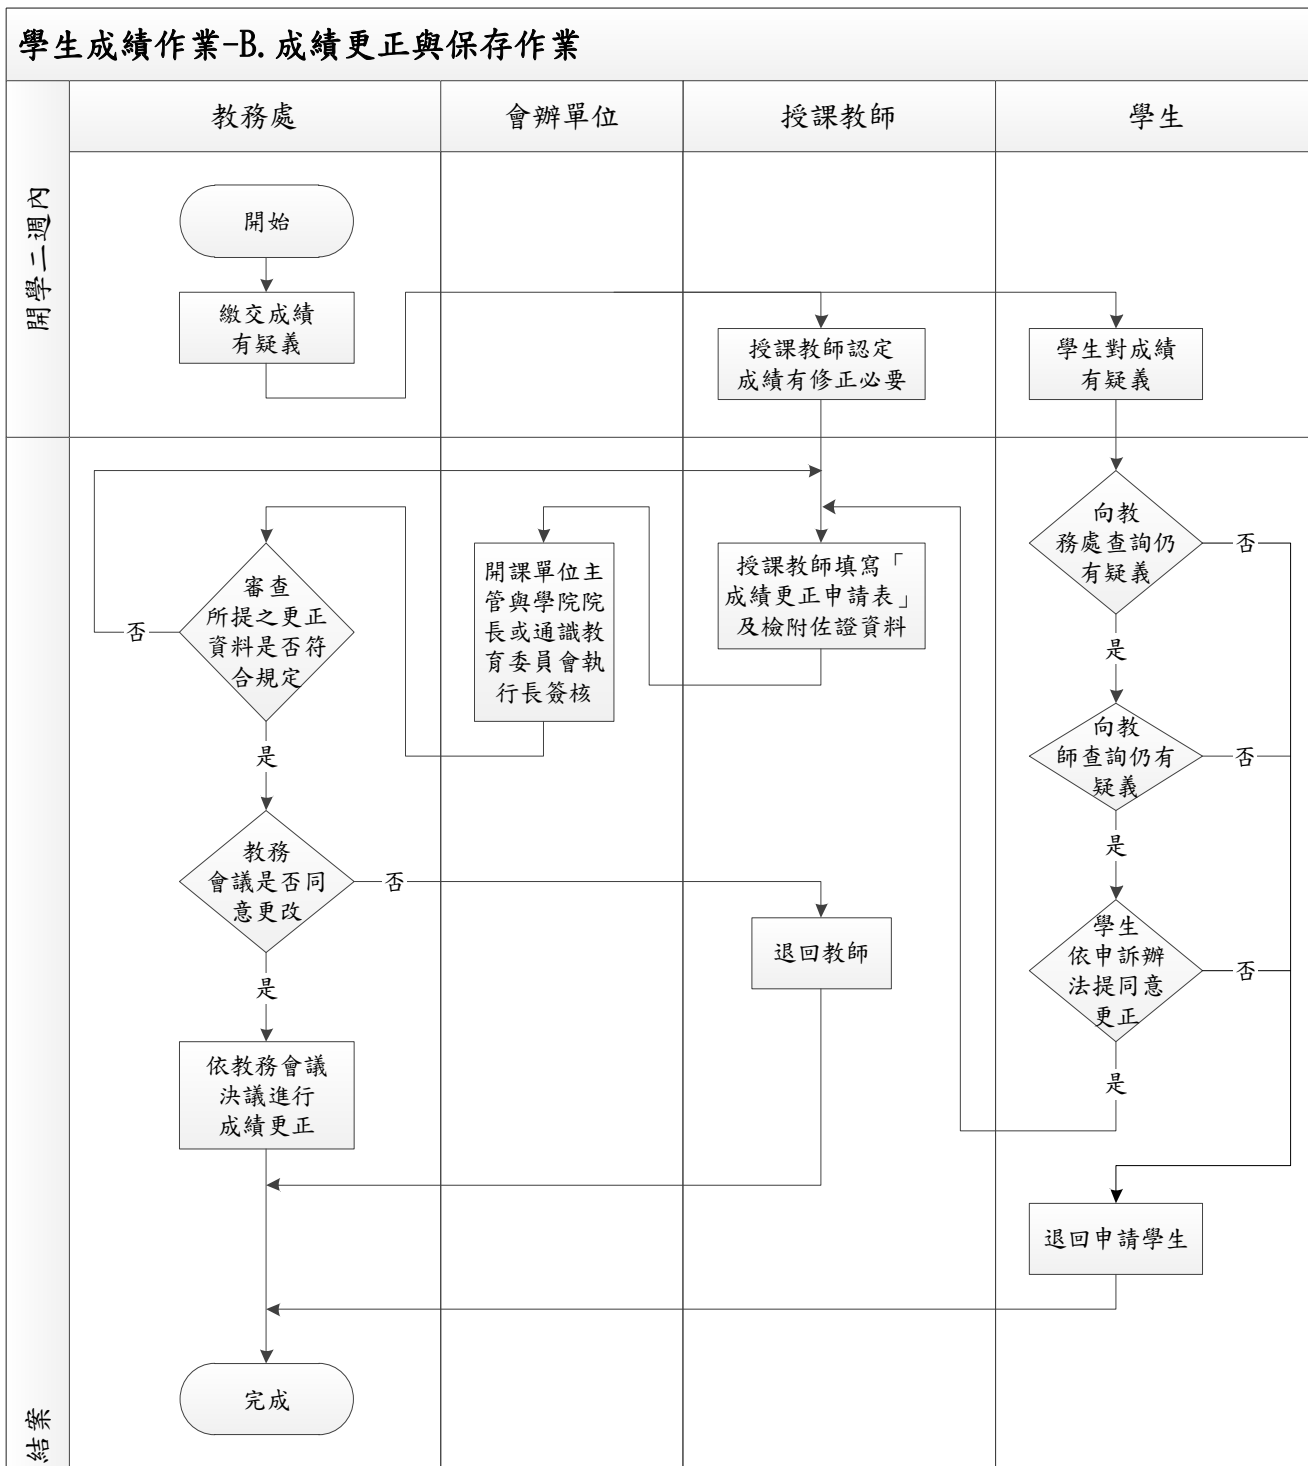 學生成績作業-B.成績更正與保存作業
教務處
會辦單位
授課教師
學生
開學二週內
開始
繳交成績
有疑義
授課教師認定
成績有修正必要
學生對成績
有疑義
向教
務處查詢仍
有疑義
否
是
授課教師填寫「
成績更正申請表」
及檢附佐證資料
開課單位主
管與學院院
長或通識教
育委員會執
行長簽核
審查
所提之更正
資料是否符
合規定
否
是
向教
師查詢仍有
疑義
否
是
教務
會議是否同
意更改
否
是
退回教師
學生
依申訴辦
法提同意
更正
否
是
依教務會議
決議進行
成績更正
退回申請學生
完成
結案